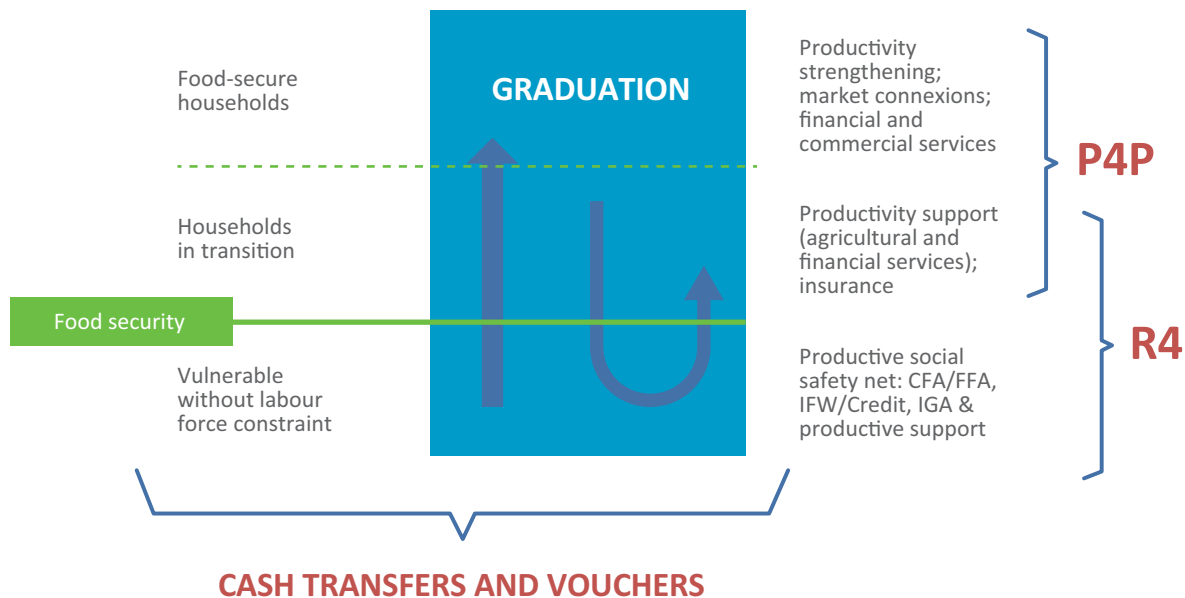 Food-secure
households
GRADUATION
Productivity
strengthening;
market connexions;
financial and
commercial services
P4P
Households
in transition
Productivity support
(agricultural and
financial services);
insurance
Food security
R4
Vulnerable
without labour
force constraint
Productive social
safety net: CFA/FFA,
IFW/Credit, IGA &
productive support
CASH TRANSFERS AND VOUCHERS